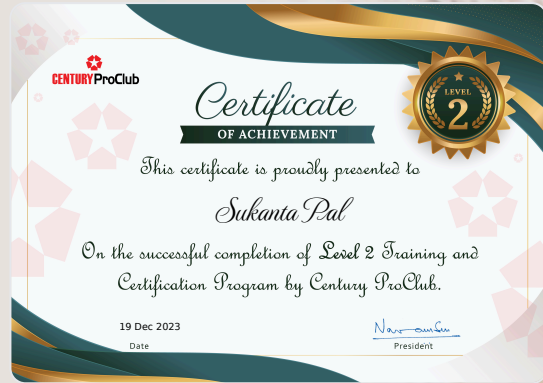 CENTURY ProClub
Certificate
OF ACHIEVEMENT
LEVEL
2
This certificate is proudly presented to
Sukanta Pal
On the successful completion of Level 2 Training and
Certification Program by Century ProClub.
19 Dec 2023
Date
President